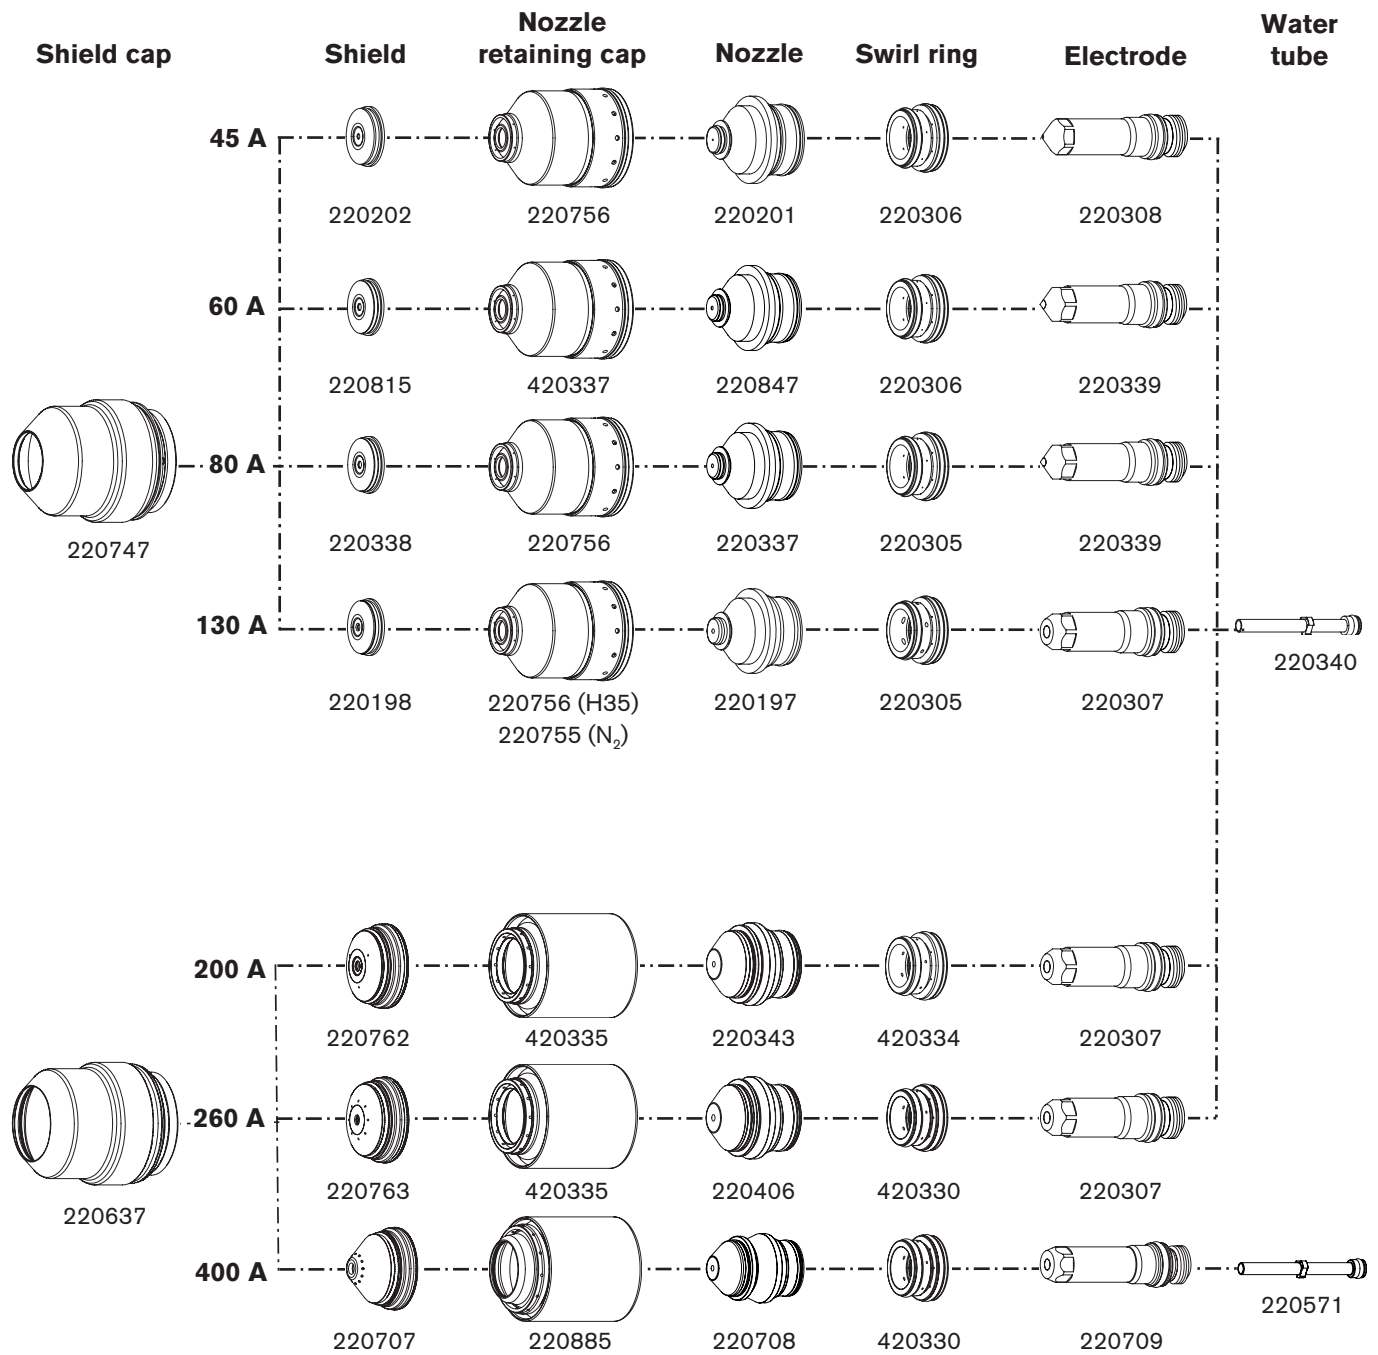 Shield cap
Shield
Nozzle
retaining cap
Nozzle
Swirl ring
Electrode
Water
tube
45 A
220202
220756
220201
220306
220308
60 A
220815
420337
220847
220306
220339
80 A
220747
220338
220756
220337
220305
220339
130 A
220198
220756 (H35)
220755 (N₂)
220197
220305
220307
220340
200 A
220762
420335
220343
420334
220307
260 A
220637
220763
420335
220406
420330
220307
400 A
220707
220885
220708
420330
220709
220571